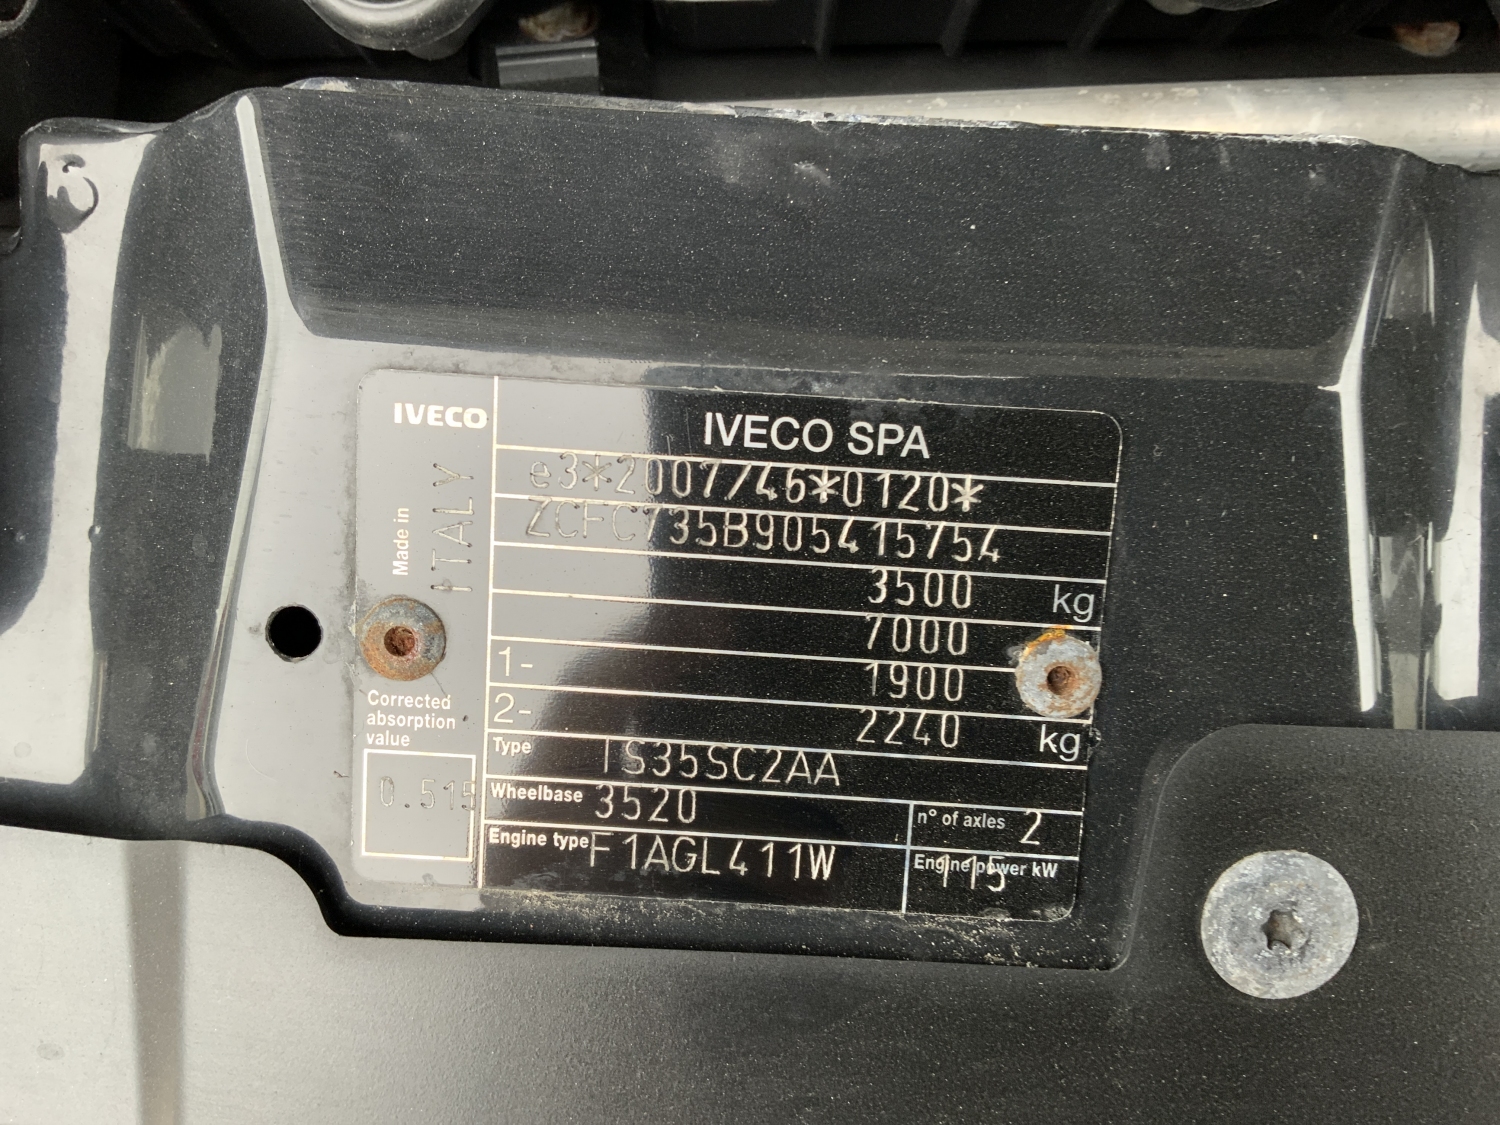 IVECO
IVECO SPA
e3*2007/46*0120*
ZCFC735B905415754
3500 kg
7000
1- 1900
2- 2240 kg
Type IS35SC2AA
Wheelbase 3520
n° of axles 2
Engine type F1AGL411W
Engine power kW 115
Made in ITALY
Corrected
absorption
value
0.515